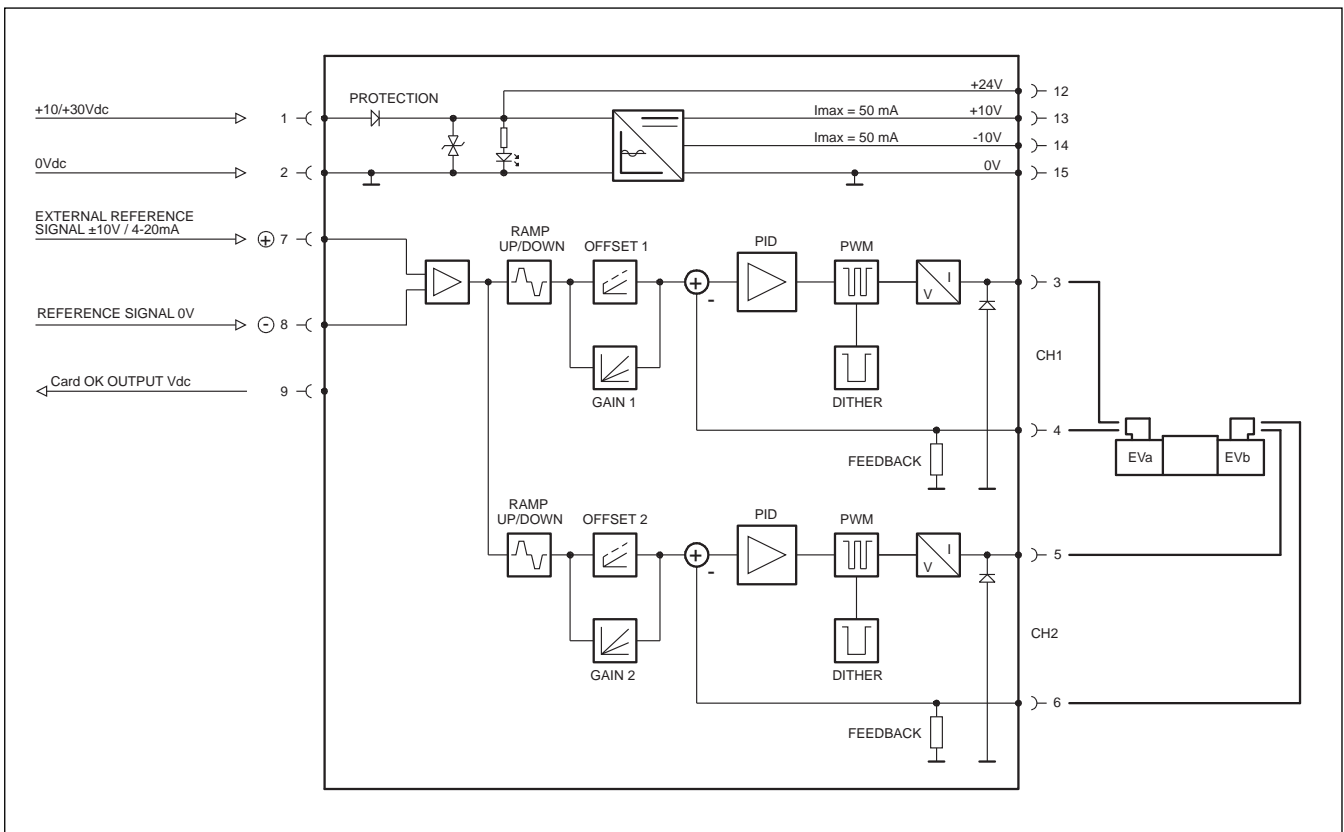 +24V
12
+10/+30Vdc
1
PROTECTION
Imax = 50 mA
+10V
13
Imax = 50 mA
-10V
14
0Vdc
2
0V
15
EXTERNAL REFERENCE
SIGNAL ±10V / 4-20mA
+ 7
RAMP
UP/DOWN
OFFSET 1
PID
PWM
+
-
I
V
3
REFERENCE SIGNAL 0V
- 8
CH1
Card OK OUTPUT Vdc
9
GAIN 1
DITHER
4
FEEDBACK
EVa
EVb
RAMP
UP/DOWN
OFFSET 2
PID
PWM
+
-
I
V
5
CH2
GAIN 2
DITHER
6
FEEDBACK